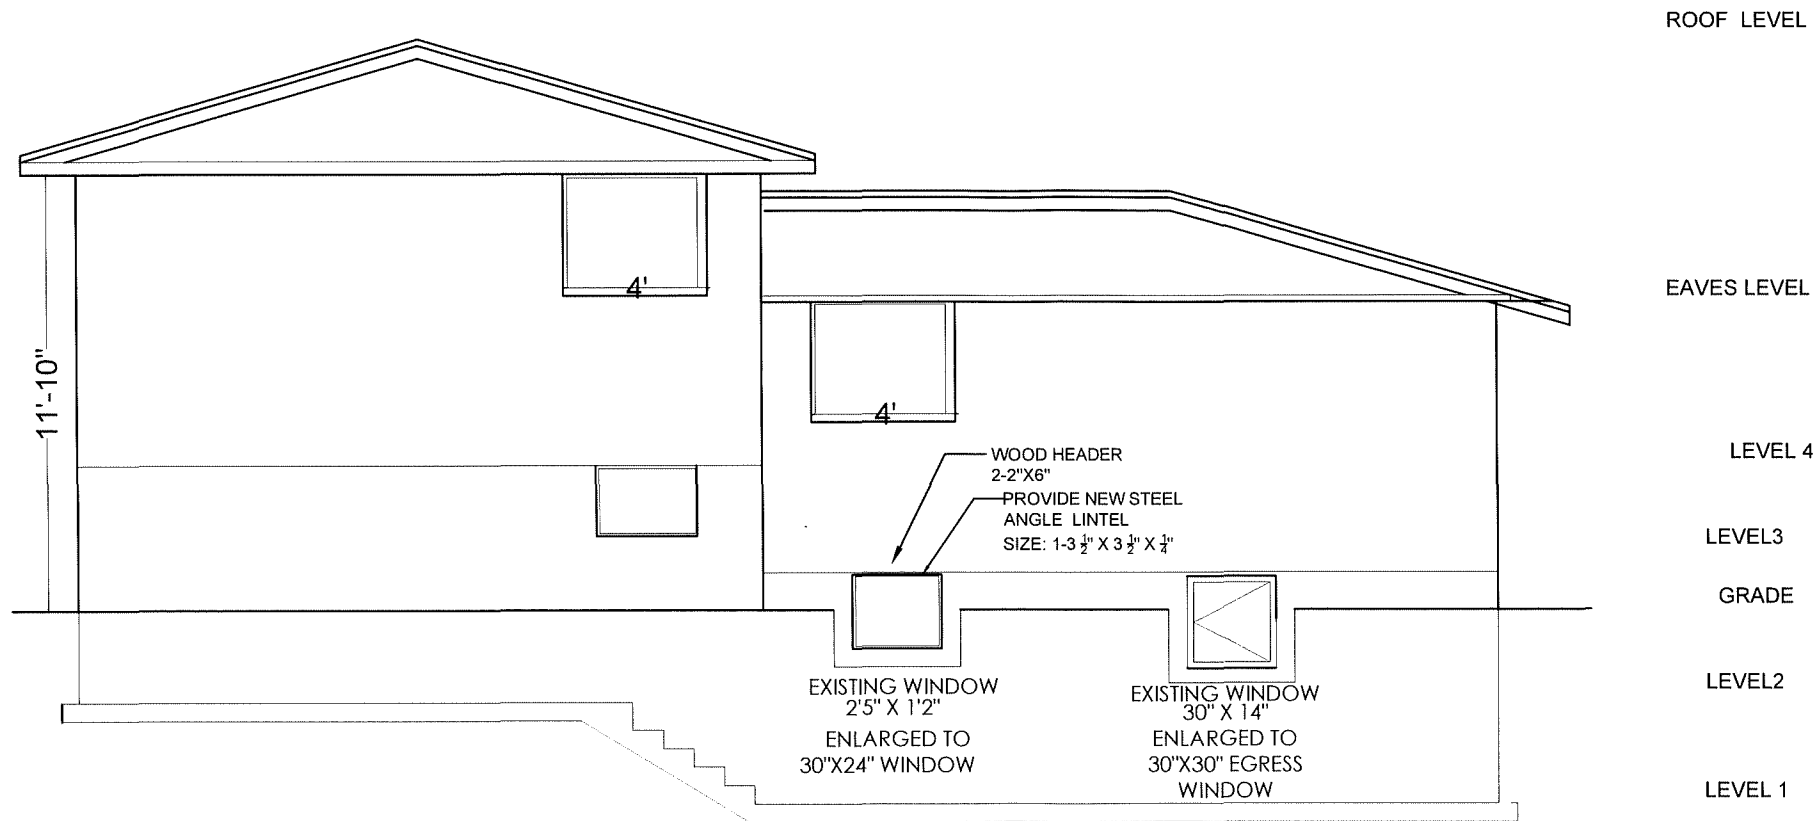 ROOF LEVEL
EAVES LEVEL
4'
11'-10"
4'
WOOD HEADER
2-2"X6"
PROVIDE NEW STEEL
ANGLE LINTEL
SIZE: 1-3 ½" X 3 ½" X ¼"
LEVEL 4
LEVEL3
GRADE
EXISTING WINDOW
2'5" X 1'2"
ENLARGED TO
30"X24" WINDOW
EXISTING WINDOW
30" X 14"
ENLARGED TO
30"X30" EGRESS
WINDOW
LEVEL2
LEVEL 1